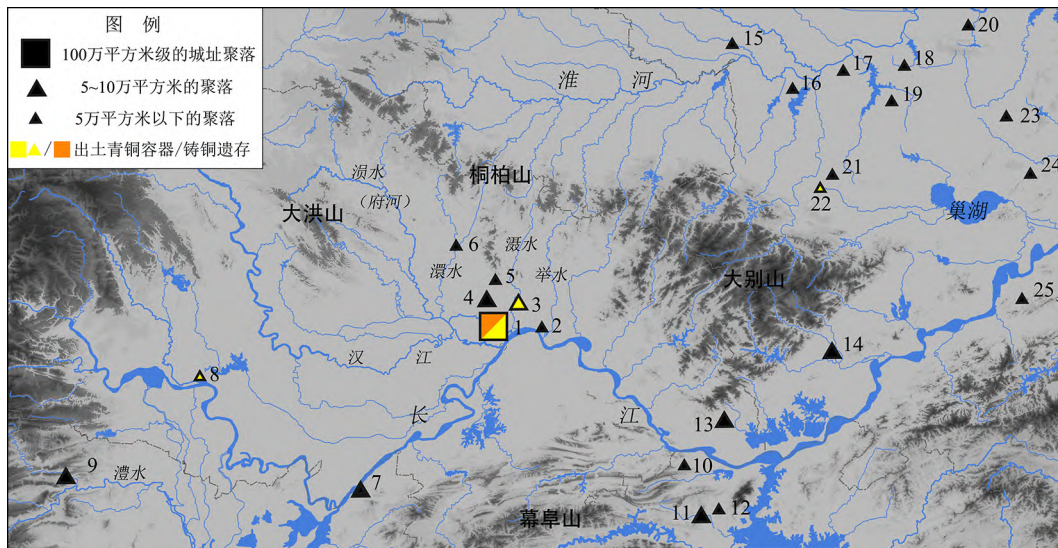 图 例
100万平方米级的城址聚落
5~10万平方米的聚落
5万平方米以下的聚落
/ 出土青铜容器/铸铜遗存
15
20
17
18
16
19
淮 河
23
桐柏山
涢水
（府河）
大洪山
21
22
24
巢湖
6
滠水
澴水
5
举水
大别山
4
3
1
2
25
14
汉 江
8
长 江
13
9
澧水
7
10
11
12
幕阜山